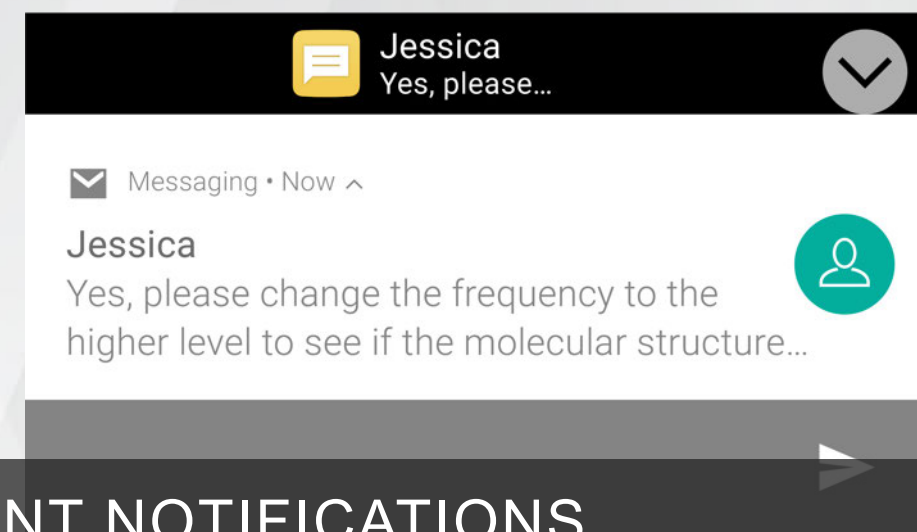 Jessica
Yes, please...
Messaging • Now
Jessica
Yes, please change the frequency to the
higher level to see if the molecular structure...
NT NOTIFICATIONS